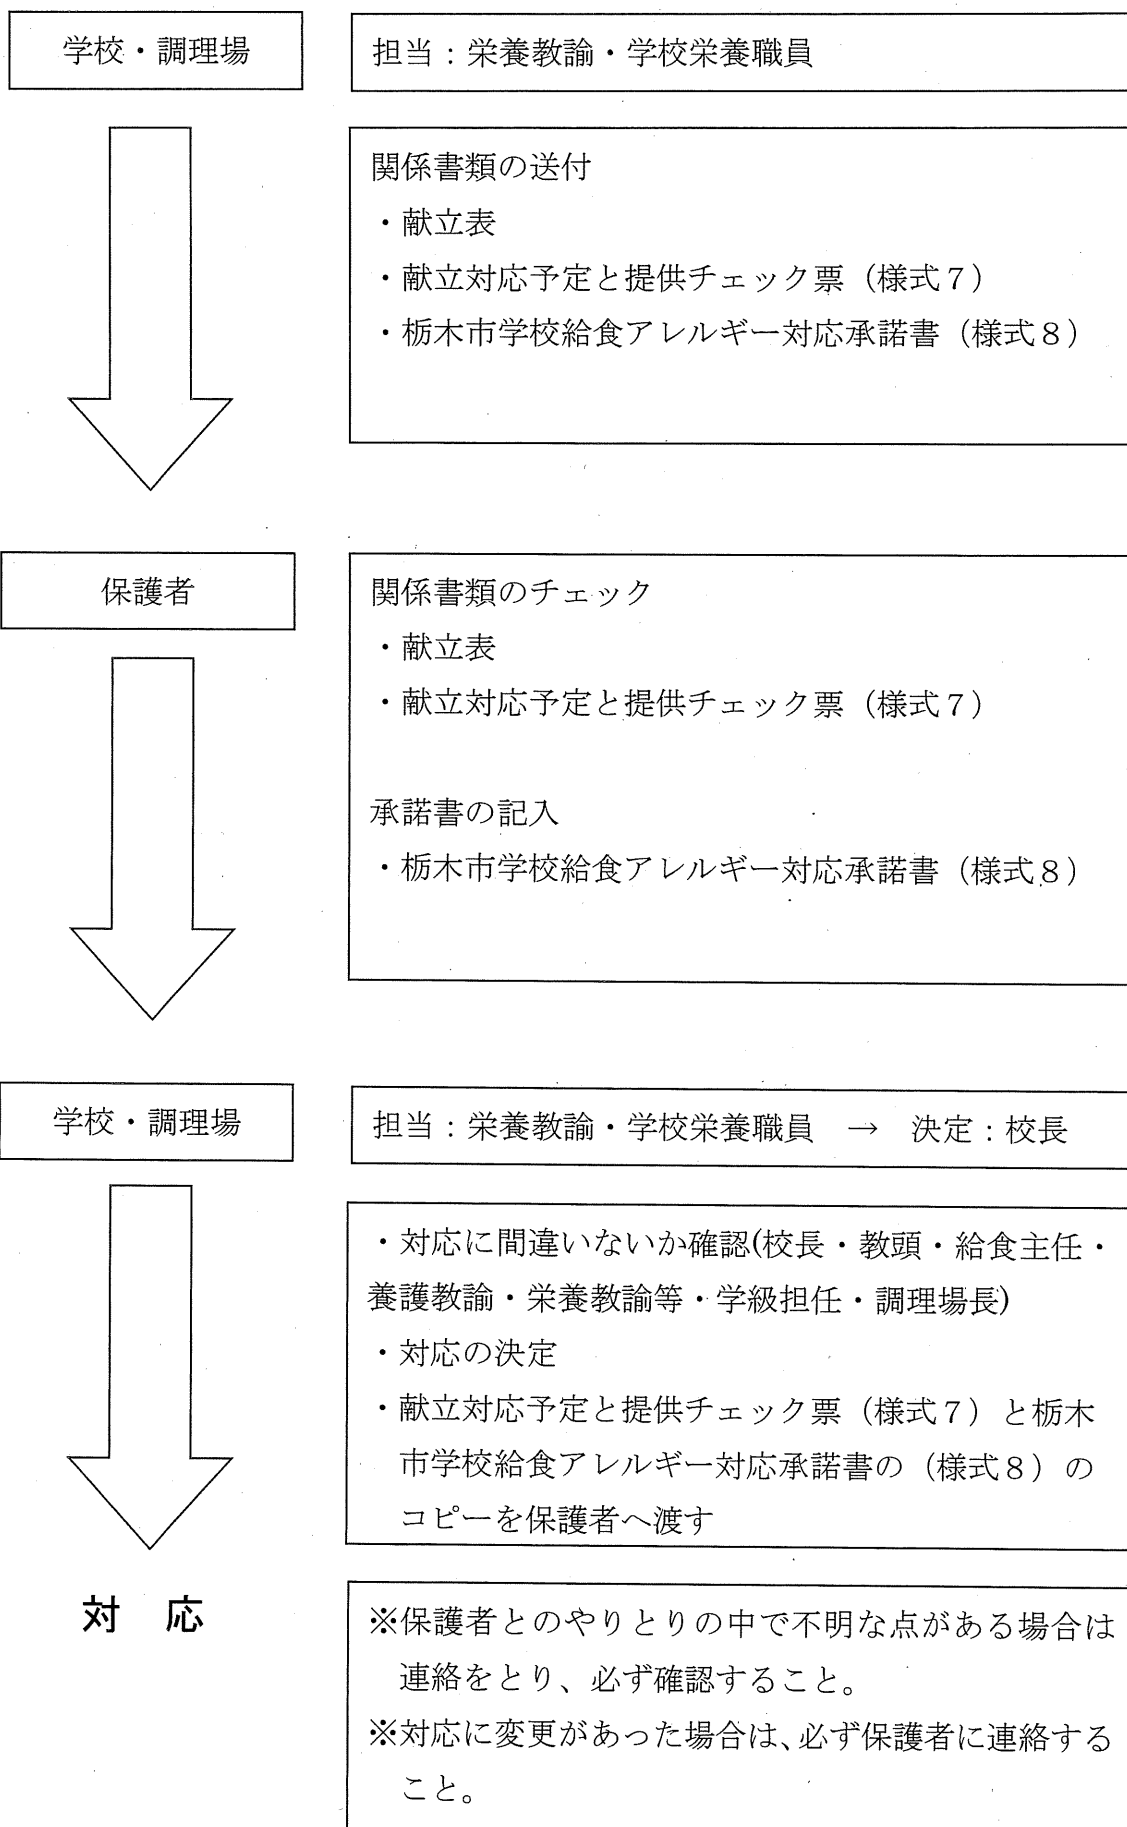 学校・調理場
担当：栄養教諭・学校栄養職員
関係書類の送付
・献立表
・献立対応予定と提供チェック票（様式７）
・栃木市学校給食アレルギー対応承諾書（様式８）
保護者
関係書類のチェック
・献立表
・献立対応予定と提供チェック票（様式７）
承諾書の記入
・栃木市学校給食アレルギー対応承諾書（様式８）
学校・調理場
担当：栄養教諭・学校栄養職員　→　決定：校長
・対応に間違いないか確認(校長・教頭・給食主任・
養護教諭・栄養教諭等・学級担任・調理場長)
・対応の決定
・献立対応予定と提供チェック票（様式７）と栃木
市学校給食アレルギー対応承諾書の（様式８）の
コピーを保護者へ渡す
対　応
※保護者とのやりとりの中で不明な点がある場合は
連絡をとり、必ず確認すること。
※対応に変更があった場合は、必ず保護者に連絡する
こと。